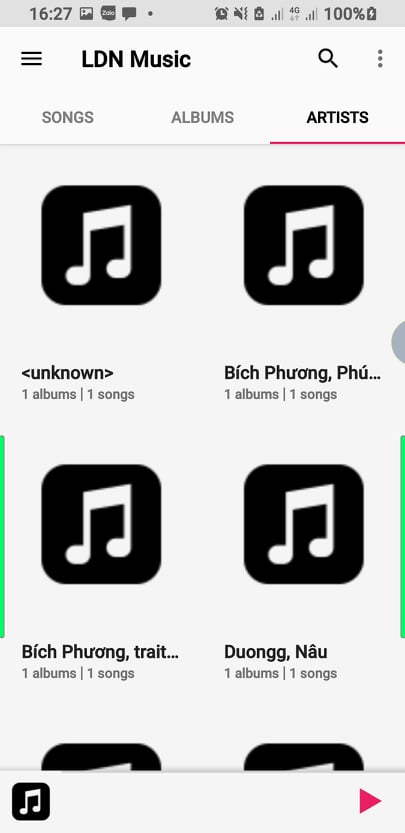 16:27 Zalo 4G 100%
LDN Music
SONGS ALBUMS ARTISTS
<unknown> Bích Phương, Phú...
1 albums | 1 songs 1 albums | 1 songs
Bích Phương, trait... Duongg, Nâu
1 albums | 1 songs 1 albums | 1 songs